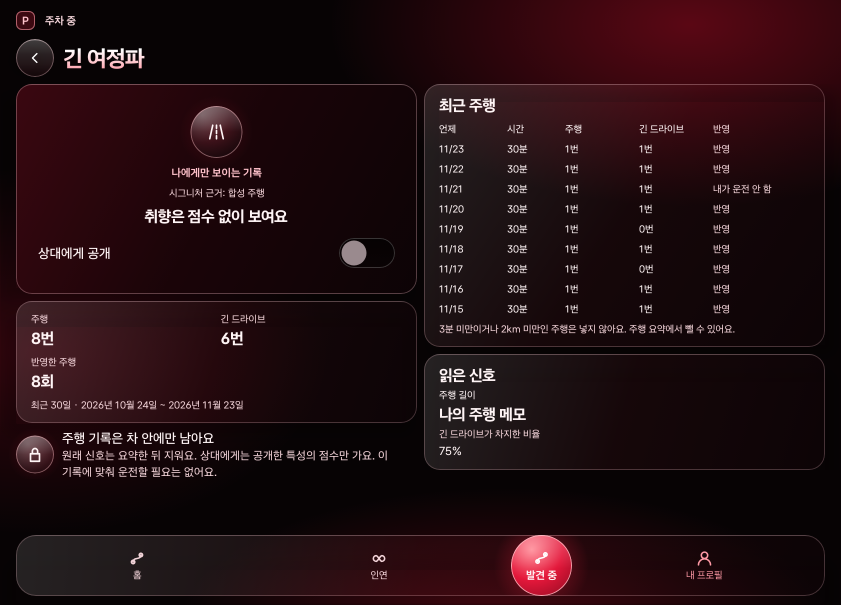 P 주차 중
긴 여정파
나에게만 보이는 기록
시그니처 근거: 합성 주행
취향은 점수 없이 보여요
상대에게 공개
주행 긴 드라이브
8번 6번
반영한 주행
8회
최근 30일 · 2026년 10월 24일 ~ 2026년 11월 23일
주행 기록은 차 안에만 남아요
원래 신호는 요약한 뒤 지워요. 상대에게는 공개한 특성의 점수만 가요. 이
기록에 맞춰 운전할 필요는 없어요.
최근 주행
언제 시간 주행 긴 드라이브 반영
11/23 30분 1번 1번 반영
11/22 30분 1번 1번 반영
11/21 30분 1번 1번 내가 운전 안 함
11/20 30분 1번 1번 반영
11/19 30분 1번 0번 반영
11/18 30분 1번 1번 반영
11/17 30분 1번 0번 반영
11/16 30분 1번 1번 반영
11/15 30분 1번 1번 반영
3분 미만이거나 2km 미만인 주행은 넣지 않아요. 주행 요약에서 뺄 수 있어요.
읽은 신호
주행 길이
나의 주행 메모
긴 드라이브가 차지한 비율
75%
홈 인연 발견 중 내 프로필